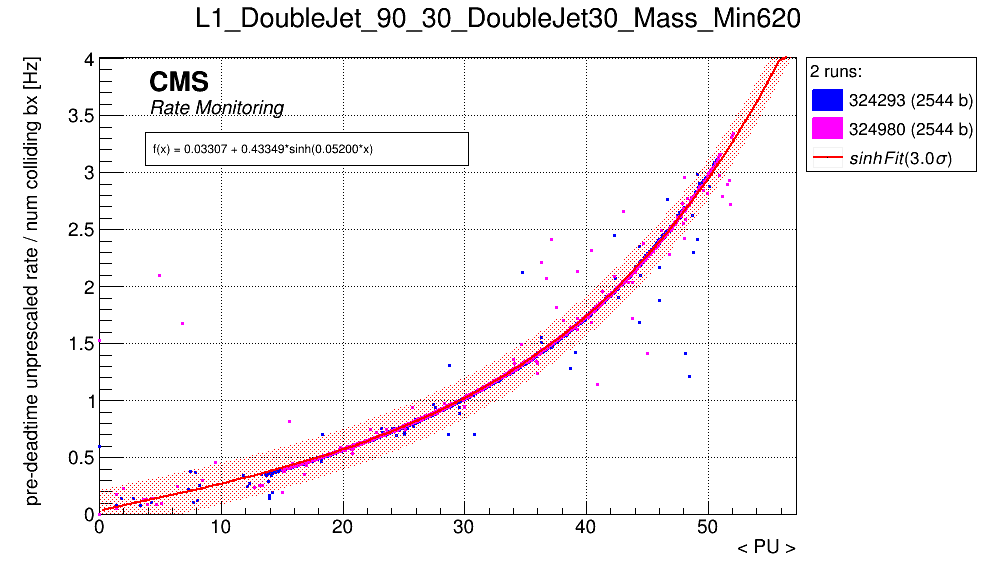 L1_DoubleJet_90_30_DoubleJet30_Mass_Min620
pre-deadtime unprescaled rate / num colliding bx [Hz]
CMS
Rate Monitoring
f(x) = 0.03307 + 0.43349*sinh(0.05200*x)
2 runs:
324293 (2544 b)
324980 (2544 b)
sinhFit(3.0σ)
4
3.5
3
2.5
2
1.5
1
0.5
0
0 10 20 30 40 50
< PU >